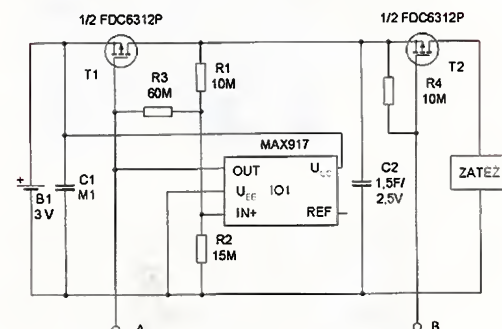 1/2 FDC6312P
1/2 FDC6312P
T1
T2
R3
60M
R1
10M
R4
10M
MAX917
OUT
UCC
UEE
IO1
IN+
REF
C1
M1
B1
3 V
+
C2
1,5F/
2,5V
ZATEZ
R2
15M
A
B